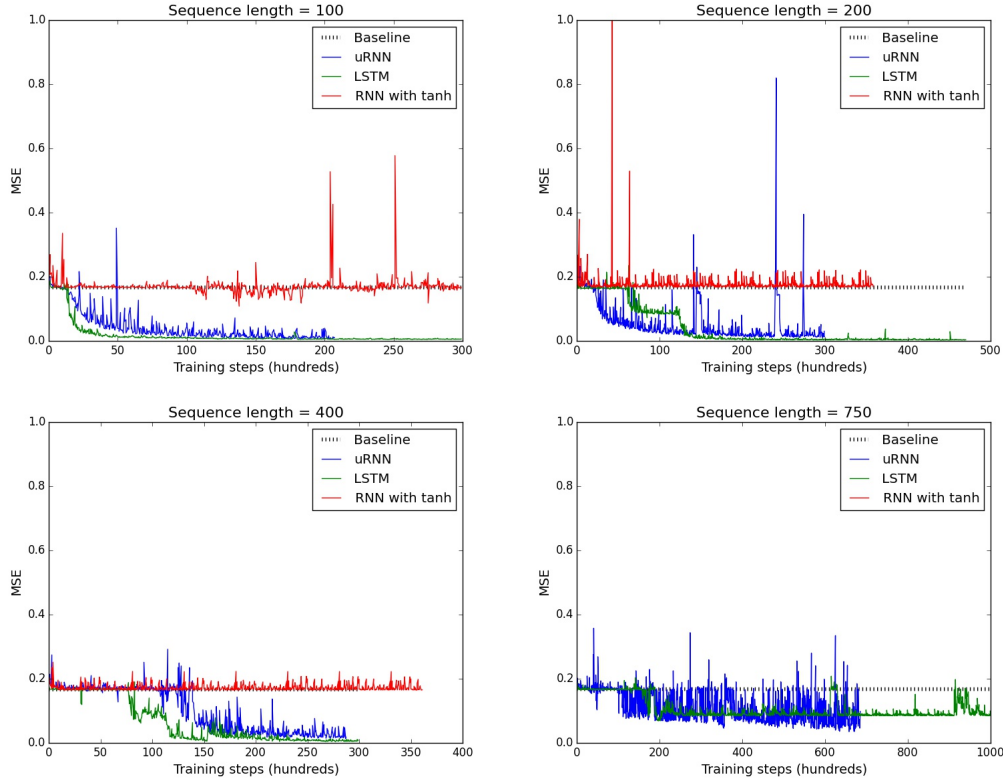 Sequence length = 100
1.0
0.8
0.6
0.4
0.2
0.0
MSE
0 50 100 150 200 250 300
Training steps (hundreds)
Baseline
uRNN
LSTM
RNN with tanh
Sequence length = 200
1.0
0.8
0.6
0.4
0.2
0.0
MSE
0 100 200 300 400 500
Training steps (hundreds)
Baseline
uRNN
LSTM
RNN with tanh
Sequence length = 400
1.0
0.8
0.6
0.4
0.2
0.0
MSE
0 50 100 150 200 250 300 350 400
Training steps (hundreds)
Baseline
uRNN
LSTM
RNN with tanh
Sequence length = 750
1.0
0.8
0.6
0.4
0.2
0.0
MSE
0 200 400 600 800 1000
Training steps (hundreds)
Baseline
uRNN
LSTM
RNN with tanh